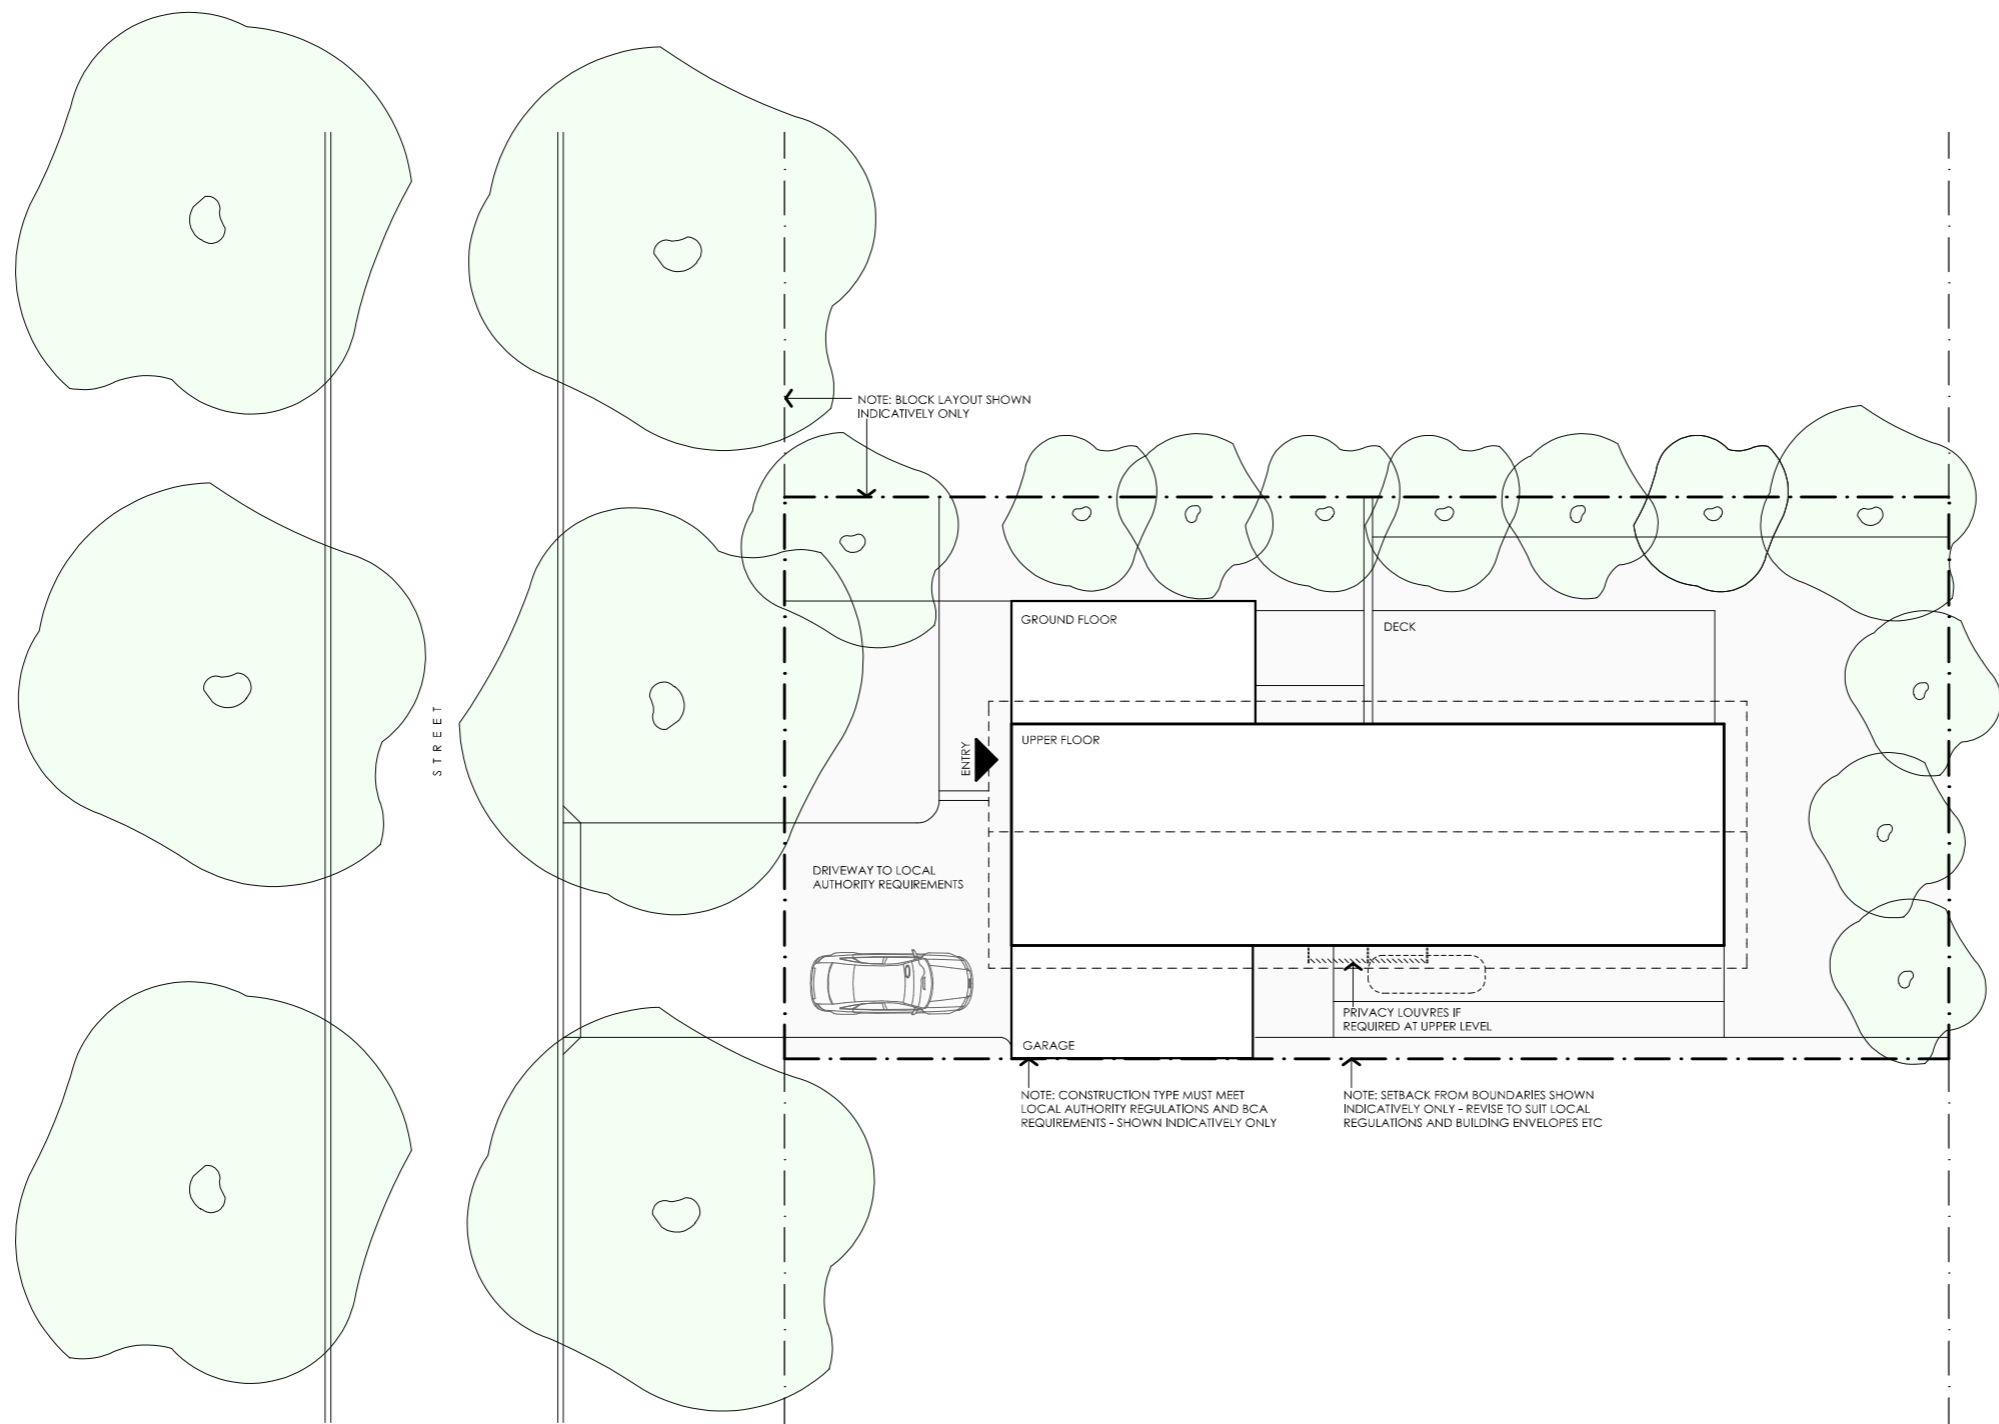 NOTE: BLOCK LAYOUT SHOWN
INDICATIVELY ONLY
GROUND FLOOR
DECK
STREET
ENTRY
UPPER FLOOR
DRIVEWAY TO LOCAL
AUTHORITY REQUIREMENTS
PRIVACY LOUVRES IF
REQUIRED AT UPPER LEVEL
GARAGE
NOTE: CONSTRUCTION TYPE MUST MEET
LOCAL AUTHORITY REGULATIONS AND BCA
REQUIREMENTS - SHOWN INDICATIVELY ONLY
NOTE: SETBACK FROM BOUNDARIES SHOWN
INDICATIVELY ONLY - REVISE TO SUIT LOCAL
REGULATIONS AND BUILDING ENVELOPES ETC